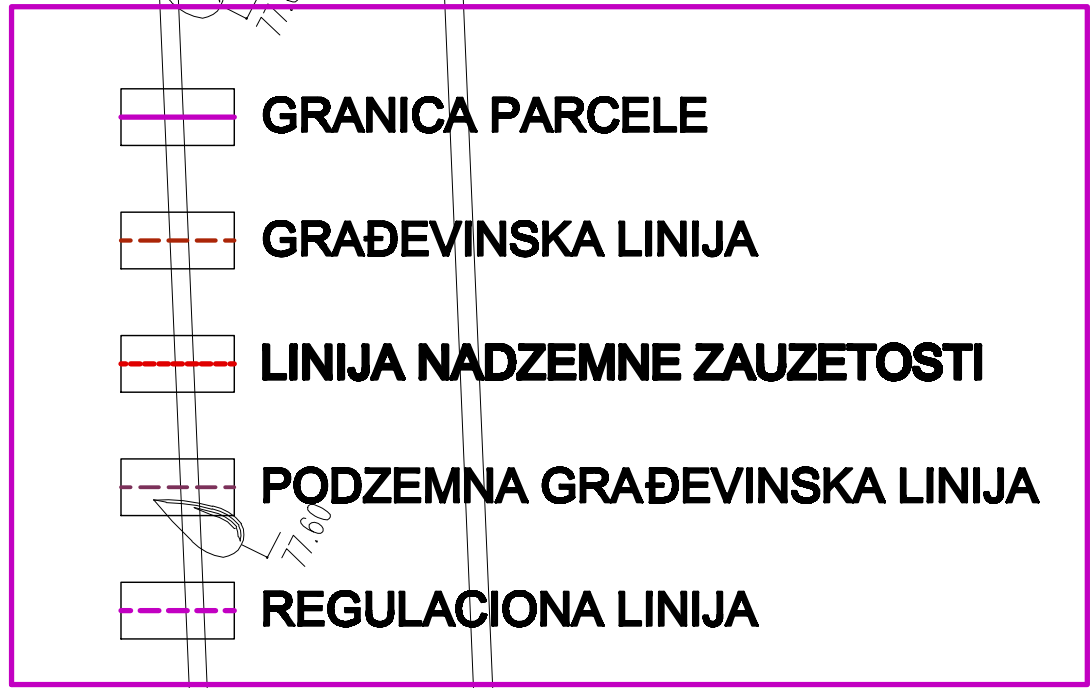 GRANICA PARCELE
GRAĐEVINSKA LINIJA
LINIJA NADZEMNE ZAUZETOSTI
PODZEMNA GRAĐEVINSKA LINIJA
77.60
REGULACIONA LINIJA